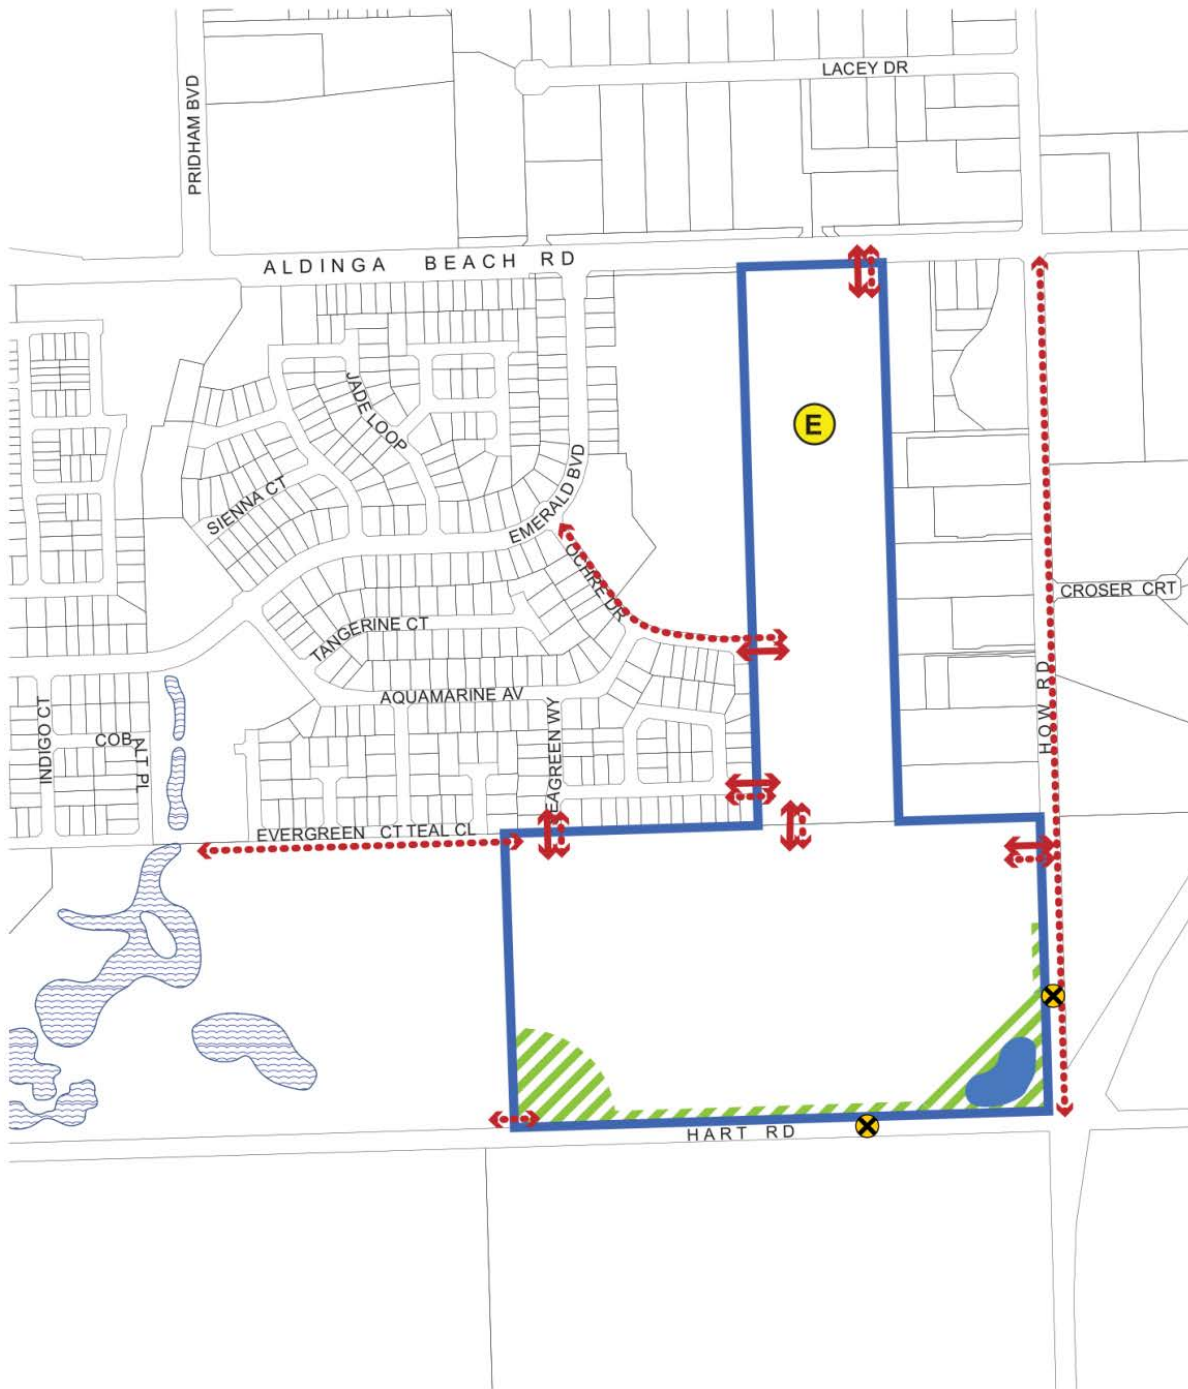 LACEY DR
PRIDHAM BVD
ALDINGA BEACH RD
JADE LOOP
E
SIENNA CT
EMERALD BVD
OCHRE DR
CROSER CRT
TANGERINE CT
AQUAMARINE AV
HOW RD
INDIGO CT
COBALT PL
EAGREEN WY
EVERGREEN CT TEAL CL
HART RD